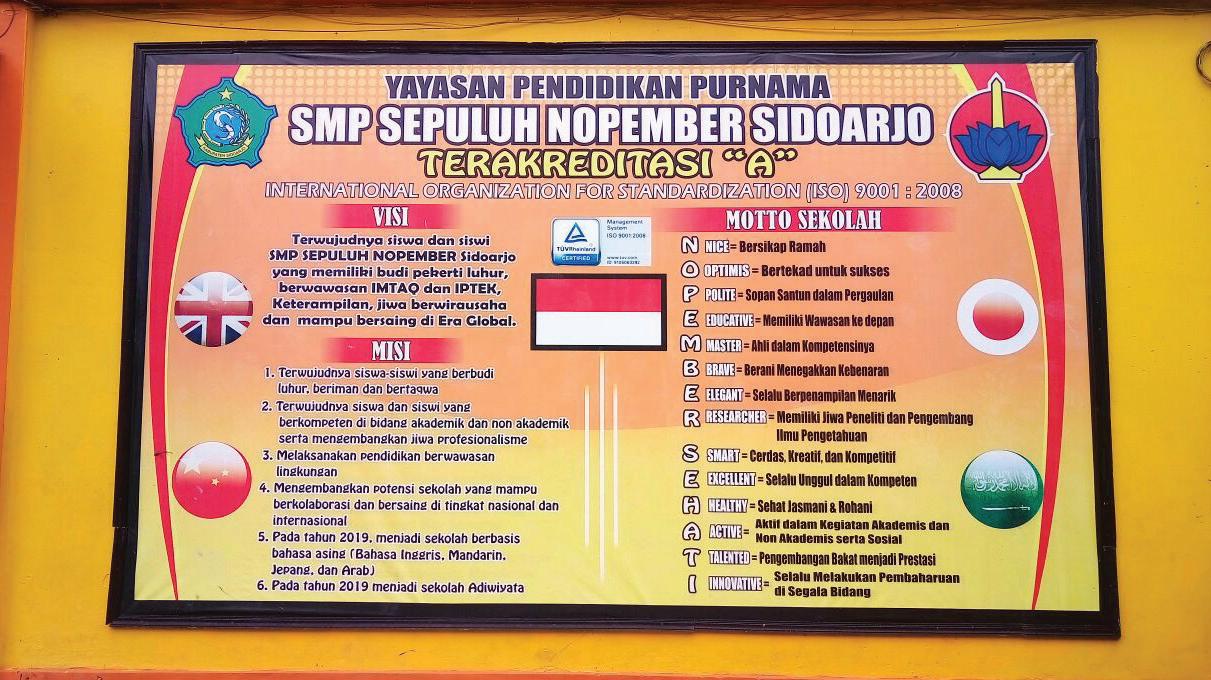 YAYASAN PENDIDIKAN PURNAMA
SMP SEPULUH NOPEMBER SIDOARJO
TERAKREDITASI "A"
INTERNATIONAL ORGANIZATION FOR STANDARDIZATION (ISO) 9001 : 2008
VISI
Terwujudnya siswa dan siswi
SMP SEPULUH NOPEMBER Sidoarjo
yang memiliki budi pekerti luhur,
berwawasan IMTAQ dan IPTEK,
Keterampilan, jiwa berwirausaha
dan mampu bersaing di Era Global.
MISI
1. Terwujudnya siswa-siswi yang berbudi
luhur, beriman dan bertaqwa
2. Terwujudnya siswa dan siswi yang
berkompeten di bidang akademik dan non akademik
serta mengembangkan jiwa profesionalisme
3. Melaksanakan pendidikan berwawasan
lingkungan
4. Mengembangkan potensi sekolah yang mampu
berkolaborasi dan bersaing di tingkat nasional dan
internasional
5. Pada tahun 2019, menjadi sekolah berbasis
bahasa asing (Bahasa Inggris, Mandarin,
Jepang, dan Arab)
6. Pada tahun 2019 menjadi sekolah Adiwiyata
TÜVRheinland
CERTIFIED
Management
System
ISO 9001:2008
www.tuv.com
ID 9105060292
MOTTO SEKOLAH
N NICE = Bersikap Ramah
O OPTIMIS = Bertekad untuk sukses
P POLITE = Sopan Santun dalam Pergaulan
E EDUCATIVE = Memiliki Wawasan ke depan
M MASTER = Ahli dalam Kompetensinya
B BRAVE = Berani Menegakkan Kebenaran
E ELEGANT = Selalu Berpenampilan Menarik
R RESEARCHER = Memiliki Jiwa Peneliti dan Pengembang
Ilmu Pengetahuan
S SMART = Cerdas, Kreatif, dan Kompetitif
E EXCELLENT = Selalu Unggul dalam Kompeten
H HEALTHY = Sehat Jasmani & Rohani
A ACTIVE = Aktif dalam Kegiatan Akademis dan
Non Akademis serta Sosial
T TALENTED = Pengembangan Bakat menjadi Prestasi
I INNOVATIVE = Selalu Melakukan Pembaharuan
di Segala Bidang